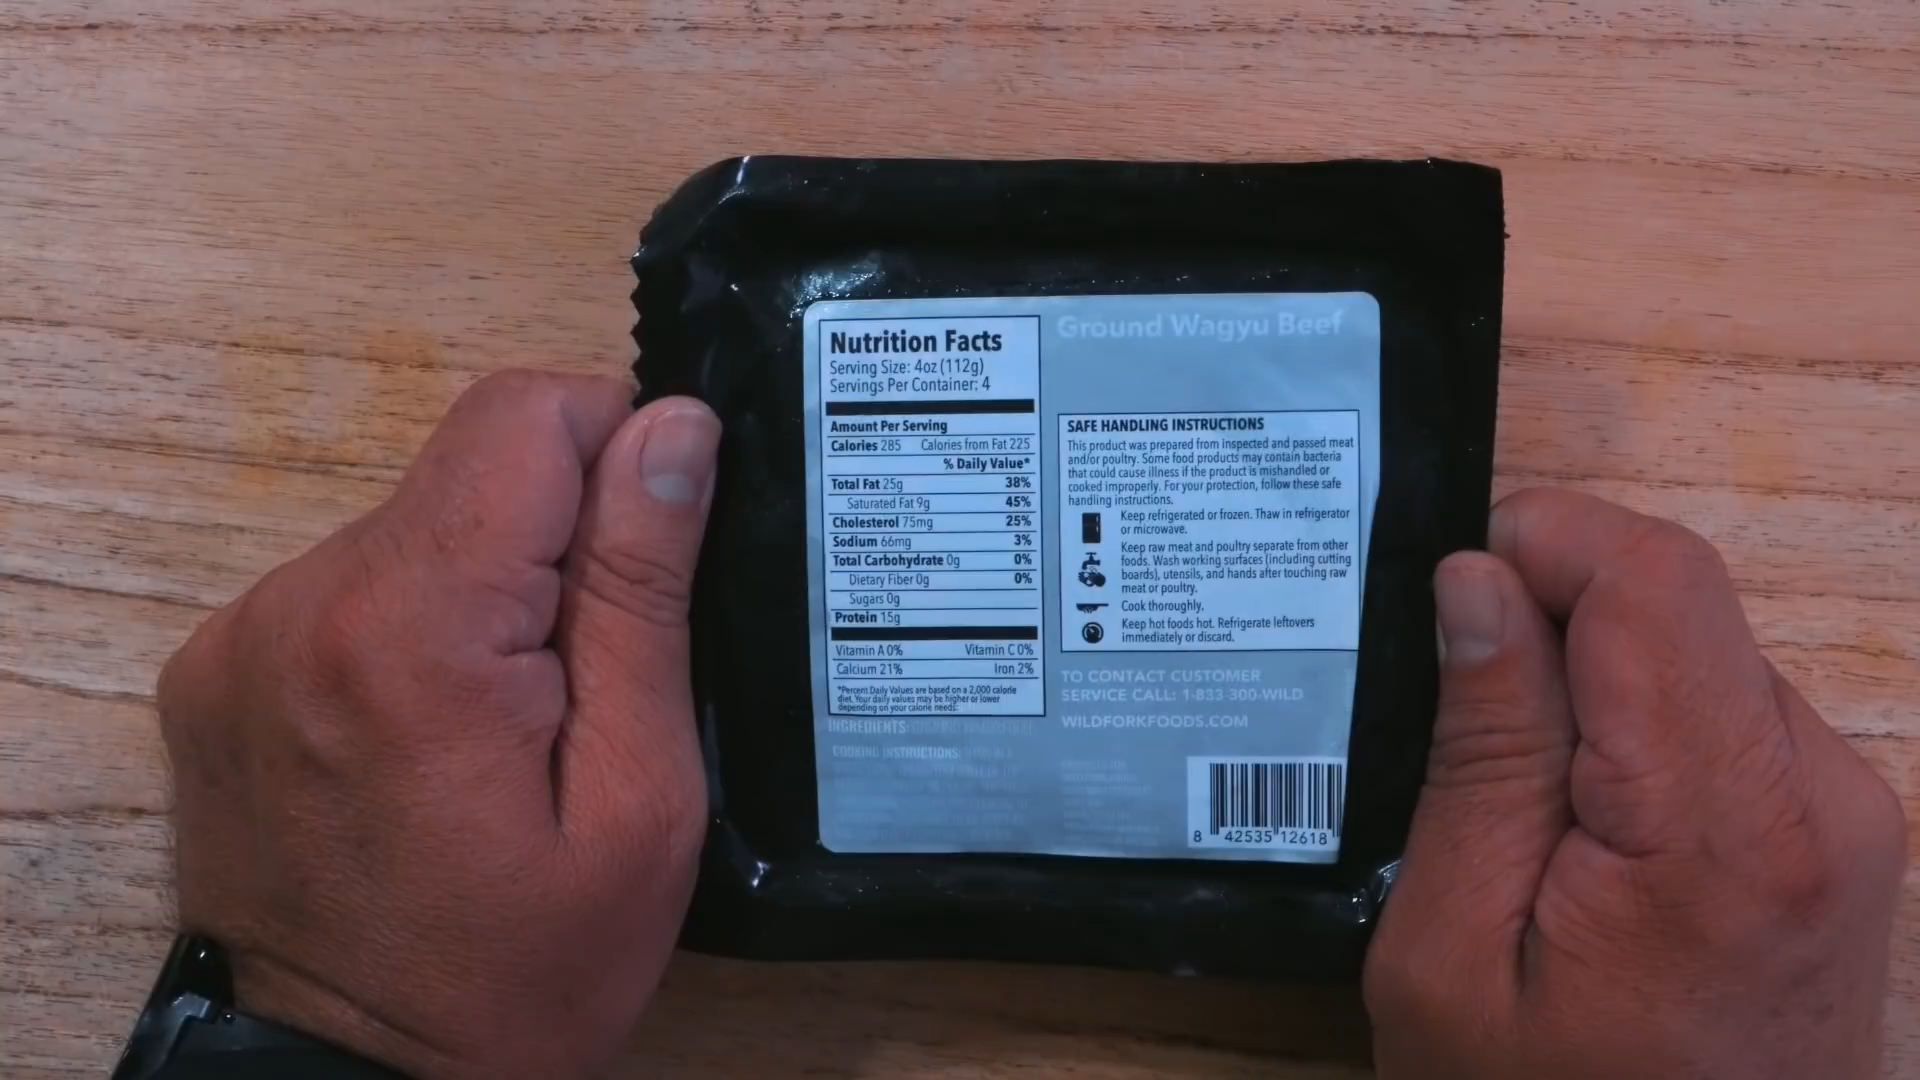 Ground Wagyu Beef
Nutrition Facts
Serving Size: 4oz (112g)
Servings Per Container: 4
Amount Per Serving
Calories 285 Calories from Fat 225
% Daily Value*
Total Fat 25g 38%
Saturated Fat 9g 45%
Cholesterol 75mg 25%
Sodium 66mg 3%
Total Carbohydrate 0g 0%
Dietary Fiber 0g 0%
Sugars 0g
Protein 15g
Vitamin A 0% Vitamin C 0%
Calcium 21% Iron 2%
*Percent Daily Values are based on a 2,000 calorie
diet. Your daily values may be higher or lower
depending on your calorie needs:
INGREDIENTS:
COOKING INSTRUCTIONS:
SAFE HANDLING INSTRUCTIONS
This product was prepared from inspected and passed meat
and/or poultry. Some food products may contain bacteria
that could cause illness if the product is mishandled or
cooked improperly. For your protection, follow these safe
handling instructions.
Keep refrigerated or frozen. Thaw in refrigerator
or microwave.
Keep raw meat and poultry separate from other
foods. Wash working surfaces (including cutting
boards), utensils, and hands after touching raw
meat or poultry.
Cook thoroughly.
Keep hot foods hot. Refrigerate leftovers
immediately or discard.
TO CONTACT CUSTOMER
SERVICE CALL: 1-833-300-WILD
WILDFORKFOODS.COM
8 42535 12618